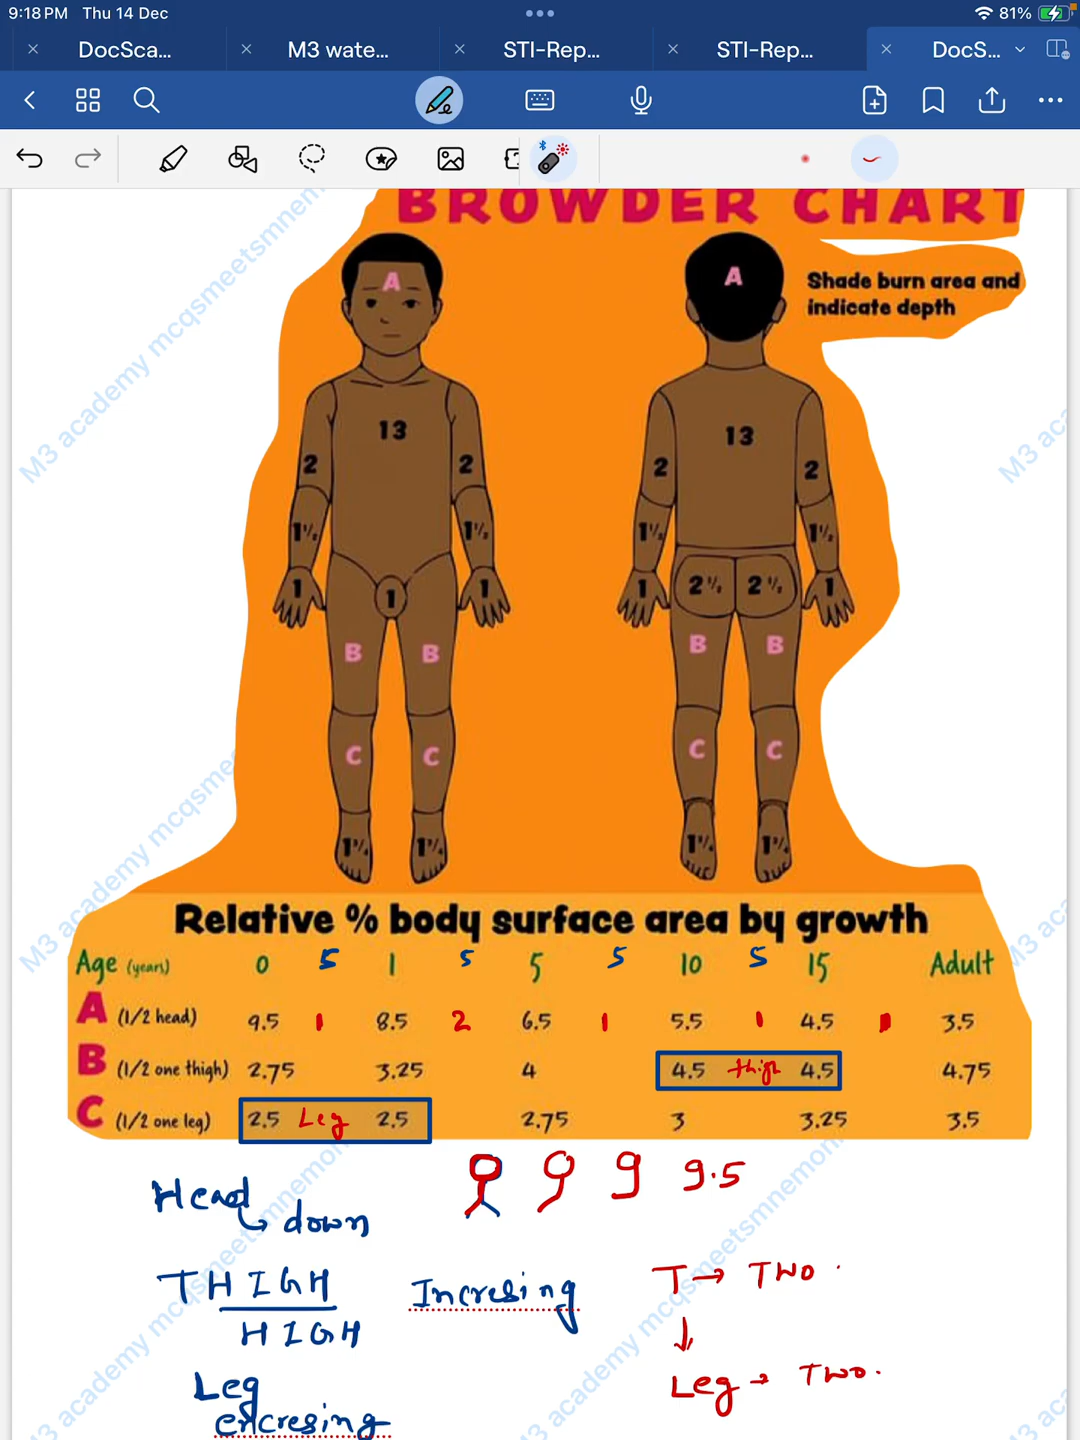 9:18 PM Thu 14 Dec
81%
DocSca... M3 wate... STI-Rep... STI-Rep... DocS...
BROWDER CHART
Shade burn area and
indicate depth
A A
13 13
2 2 2 2
1½ 1½ 1½ 1½
1 1 1 1 2½ 2½ 1
1
B B B B
C C C C
1¾ 1¾ 1¾ 1¾
Relative % body surface area by growth
Age (years) 0 5 1 5 5 5 10 5 15 Adult
A (1/2 head) 9.5 1 8.5 2 6.5 1 5.5 1 4.5 1 3.5
B (1/2 one thigh) 2.75 3.25 4 4.5 thigh 4.5 4.75
C (1/2 one leg) 2.5 Leg 2.5 2.75 3 3.25 3.5
9 9.5
Head
down
THIGH Incresing T → TWO
HIGH
Leg → TWO.
Leg
encresing
M3 academy mcqsmeetsmnemon